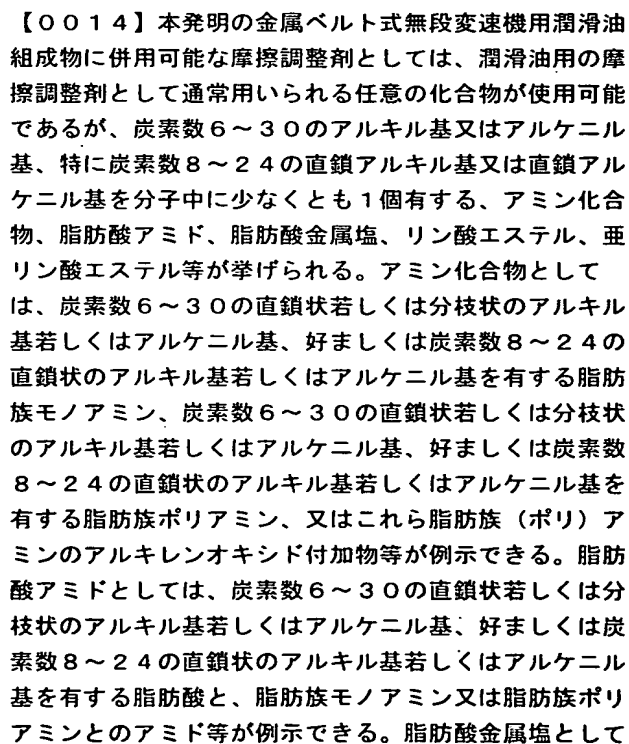 【００１４】本発明の金属ベルト式無段変速機用潤滑油
組成物に併用可能な摩擦調整剤としては、潤滑油用の摩
擦調整剤として通常用いられる任意の化合物が使用可能
であるが、炭素数６～３０のアルキル基又はアルケニル
基、特に炭素数８～２４の直鎖アルキル基又は直鎖アル
ケニル基を分子中に少なくとも１個有する、アミン化合
物、脂肪酸アミド、脂肪酸金属塩、リン酸エステル、亜
リン酸エステル等が挙げられる。アミン化合物として
は、炭素数６～３０の直鎖状若しくは分枝状のアルキル
基若しくはアルケニル基、好ましくは炭素数８～２４の
直鎖状のアルキル基若しくはアルケニル基を有する脂肪
族モノアミン、炭素数６～３０の直鎖状若しくは分枝状
のアルキル基若しくはアルケニル基、好ましくは炭素数
８～２４の直鎖状のアルキル基若しくはアルケニル基を
有する脂肪族ポリアミン、又はこれら脂肪族（ポリ）ア
ミンのアルキレンオキシド付加物等が例示できる。脂肪
酸アミドとしては、炭素数６～３０の直鎖状若しくは分
枝状のアルキル基若しくはアルケニル基、好ましくは炭
素数８～２４の直鎖状のアルキル基若しくはアルケニル
基を有する脂肪酸と、脂肪族モノアミン又は脂肪族ポリ
アミンとのアミド等が例示できる。脂肪酸金属塩として